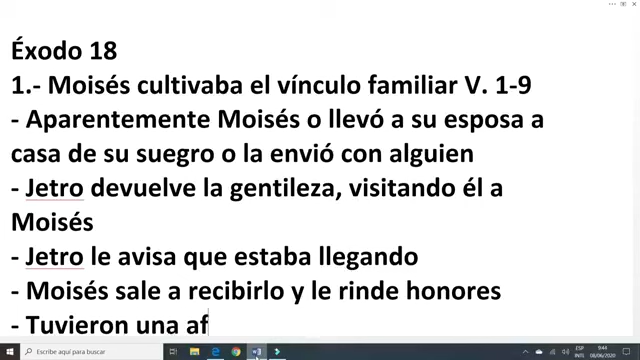 Éxodo 18
1.- Moisés cultivaba el vínculo familiar V. 1-9
- Aparentemente Moisés o llevó a su esposa a
casa de su suegro o la envió con alguien
- Jetro devuelve la gentileza, visitando él a
Moisés
- Jetro le avisa que estaba llegando
- Moisés sale a recibirlo y le rinde honores
- Tuvieron una af
Escribe aquí para buscar
ESP
INTL
9:44
08/06/2020